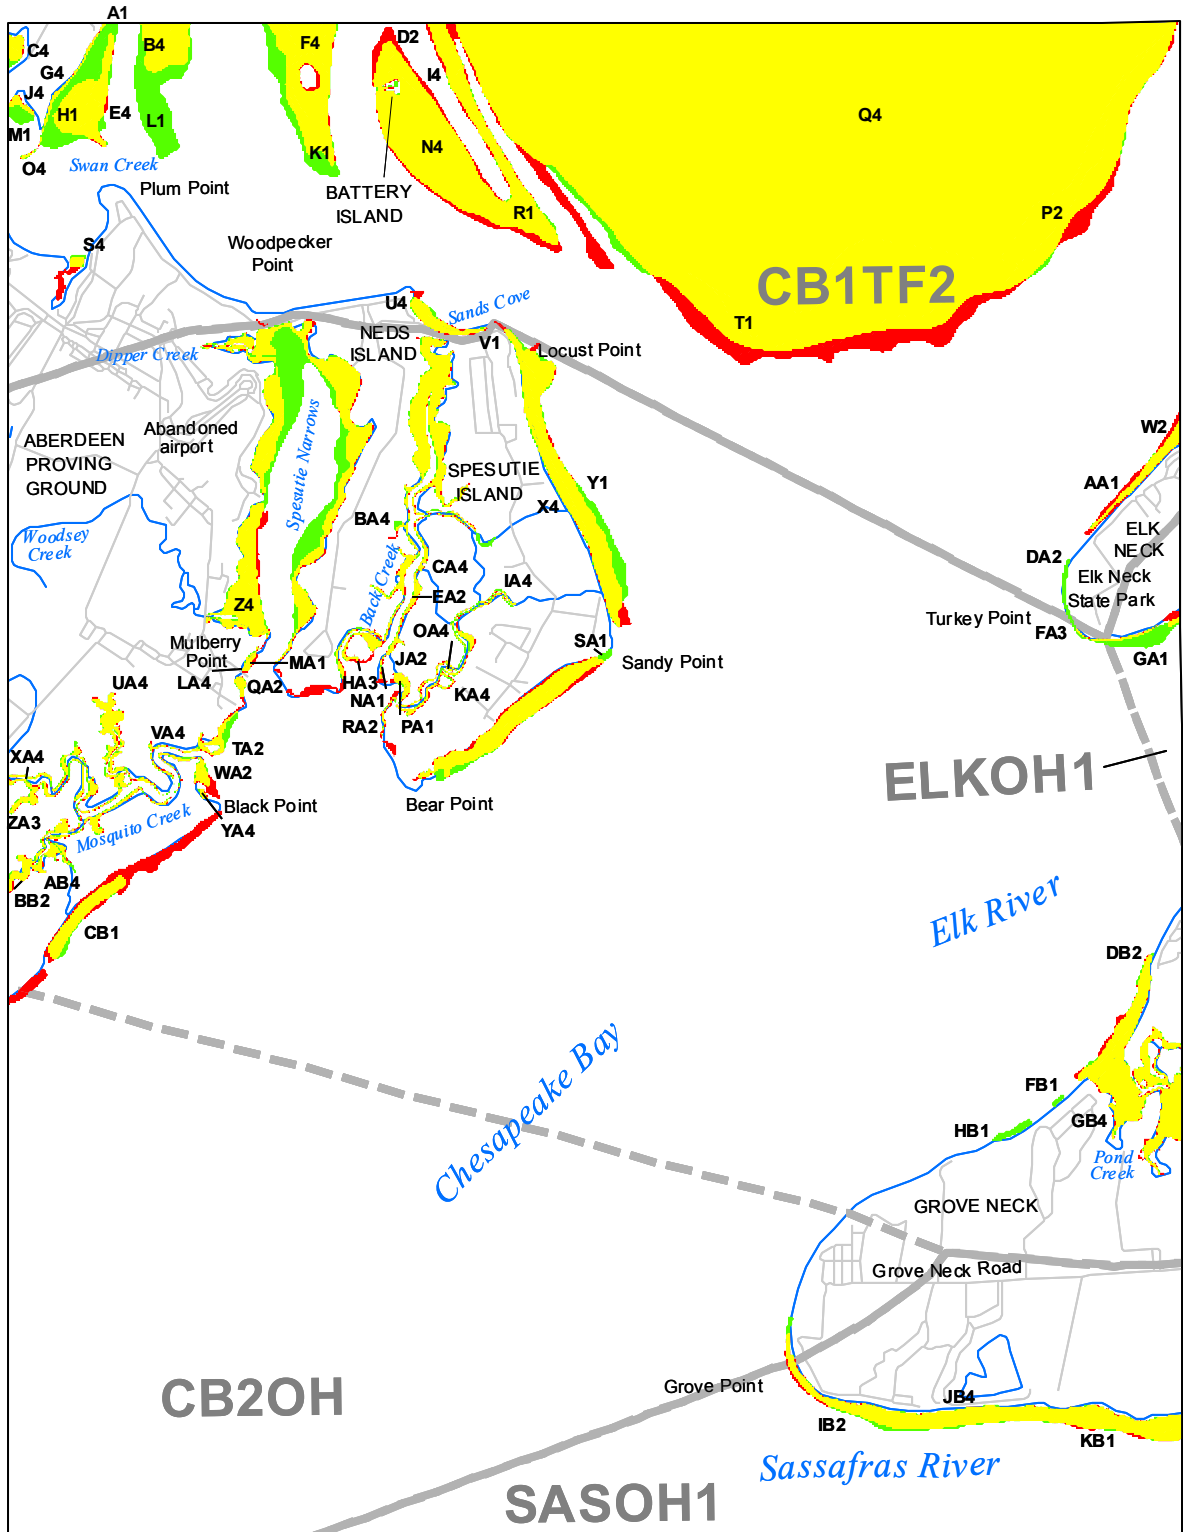 A1
C4
B4
F4
D2
G4
I4
J4
H1
E4
L1
Q4
M1
N4
K1
O4
Swan Creek
Plum Point
BATTERY
ISLAND
R1
P2
S4
Woodpecker
Point
CB1TF2
U4
Sands Cove
T1
NEDS
ISLAND
V1
Locust Point
Dipper Creek
Abandoned
airport
Spesutie Narrows
W2
ABERDEEN
PROVING
GROUND
SPESUTIE
ISLAND
Y1
AA1
X4
BA4
ELK
NECK
Woodsey
Creek
Back Creek
CA4
DA2
IA4
Elk Neck
State Park
EA2
Z4
OA4
Turkey Point
FA3
Mulberry
Point
SA1
Sandy Point
GA1
MA1
JA2
LA4
QA2
HA3
KA4
UA4
NA1
RA2
PA1
VA4
TA2
XA4
WA2
ELKOH1
Black Point
Bear Point
ZA3
Mosquito Creek
YA4
AB4
BB2
CB1
Elk River
DB2
Chesapeake Bay
FB1
GB4
HB1
Pond
Creek
GROVE NECK
Grove Neck Road
CB2OH
Grove Point
JB4
IB2
KB1
Sassafras River
SASOH1